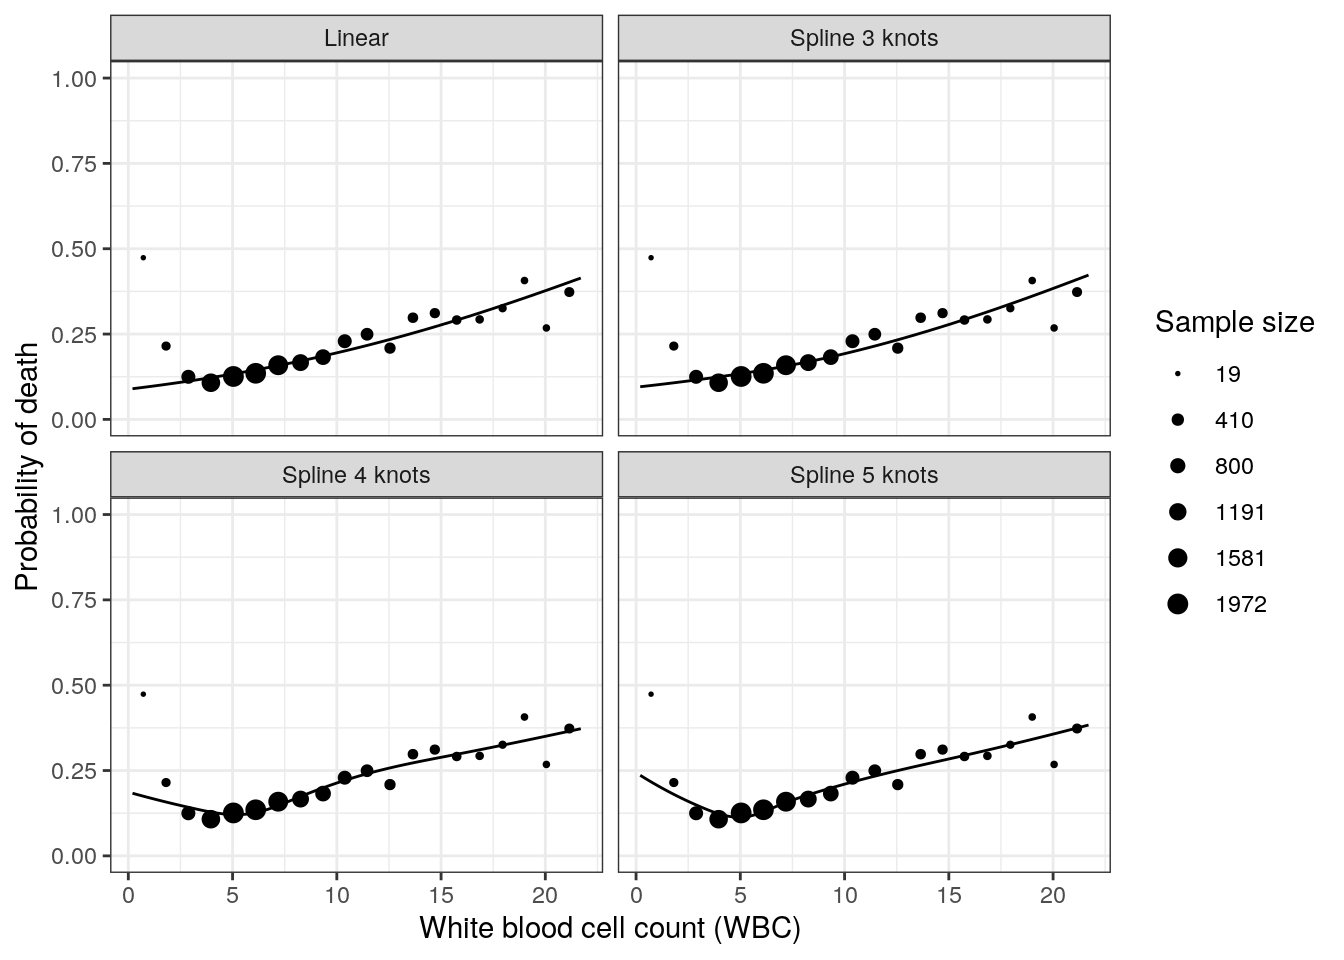 Linear
Spline 3 knots
1.00
0.75
0.50
0.25
0.00
Spline 4 knots
Spline 5 knots
1.00
0.75
0.50
0.25
0.00
0 5 10 15 20
0 5 10 15 20
White blood cell count (WBC)
Probability of death
Sample size
19
410
800
1191
1581
1972